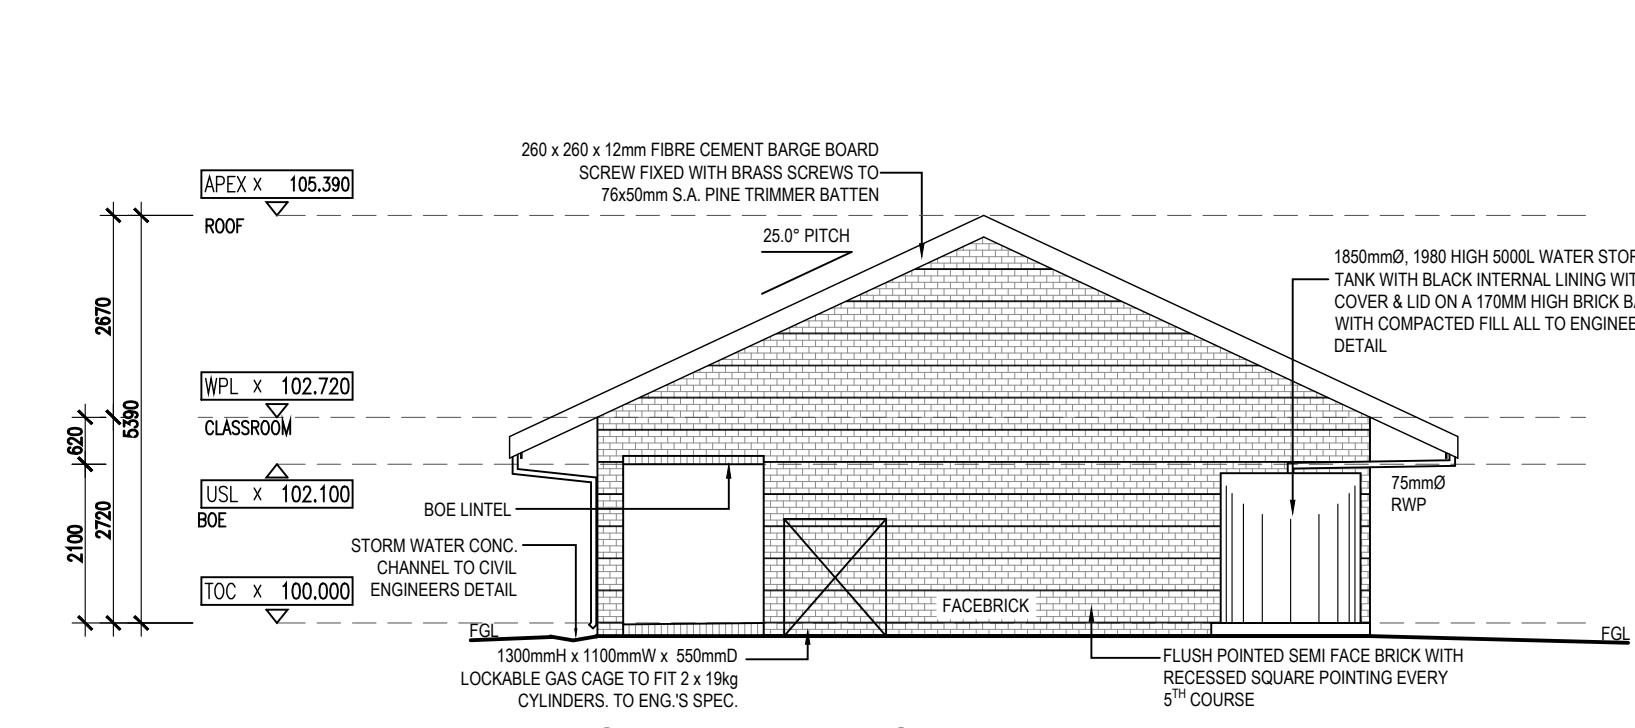 260 x 260 x 12mm FIBRE CEMENT BARGE BOARD
SCREW FIXED WITH BRASS SCREWS TO
76x50mm S.A. PINE TRIMMER BATTEN
APEX x 105.390
ROOF
25.0° PITCH
1850mmØ, 1980 HIGH 5000L WATER STOR
TANK WITH BLACK INTERNAL LINING WIT
COVER & LID ON A 170MM HIGH BRICK BA
WITH COMPACTED FILL ALL TO ENGINEE
DETAIL
2670
WPL x 102.720
CLASSROOM
5390
620
USL x 102.100
BOE
2720
2100
75mmØ
RWP
BOE LINTEL
STORM WATER CONC.
CHANNEL TO CIVIL
ENGINEERS DETAIL
TOC x 100.000
FACEBRICK
FGL
FGL
1300mmH x 1100mmW x 550mmD
LOCKABLE GAS CAGE TO FIT 2 x 19kg
CYLINDERS. TO ENG.'S SPEC.
FLUSH POINTED SEMI FACE BRICK WITH
RECESSED SQUARE POINTING EVERY
5TH COURSE